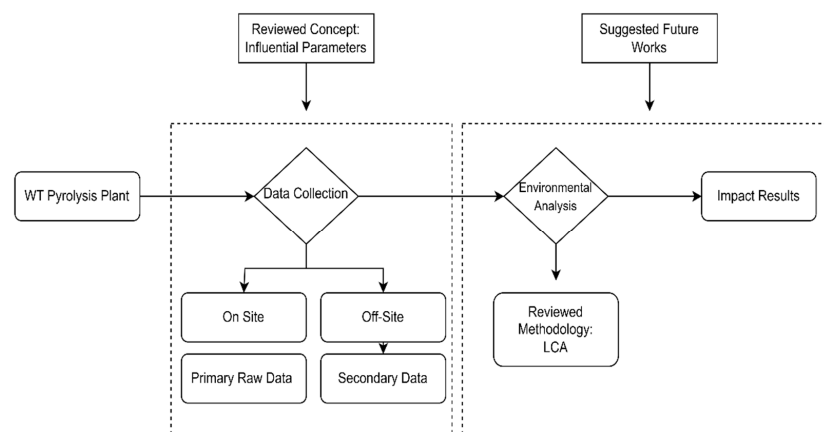 Reviewed Concept:
Influential Parameters
Suggested Future
Works
WT Pyrolysis Plant
Data Collection
Environmental
Analysis
Impact Results
On Site
Off-Site
Reviewed
Methodology:
LCA
Primary Raw Data
Secondary Data